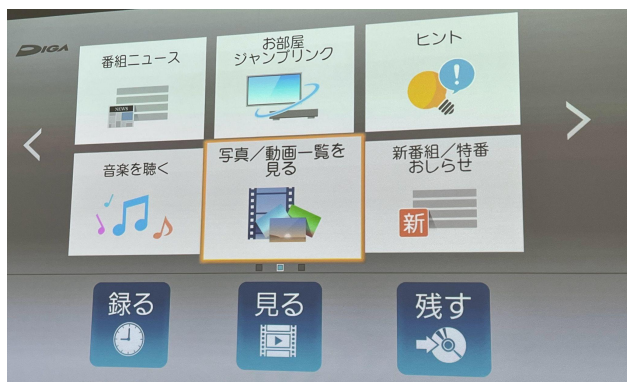 DIGA
番組ニュース
お部屋
ジャンプリンク
ヒント
NEWS
音楽を聴く
写真／動画一覧を
見る
新番組／特番
おしらせ
新
録る
見る
残す